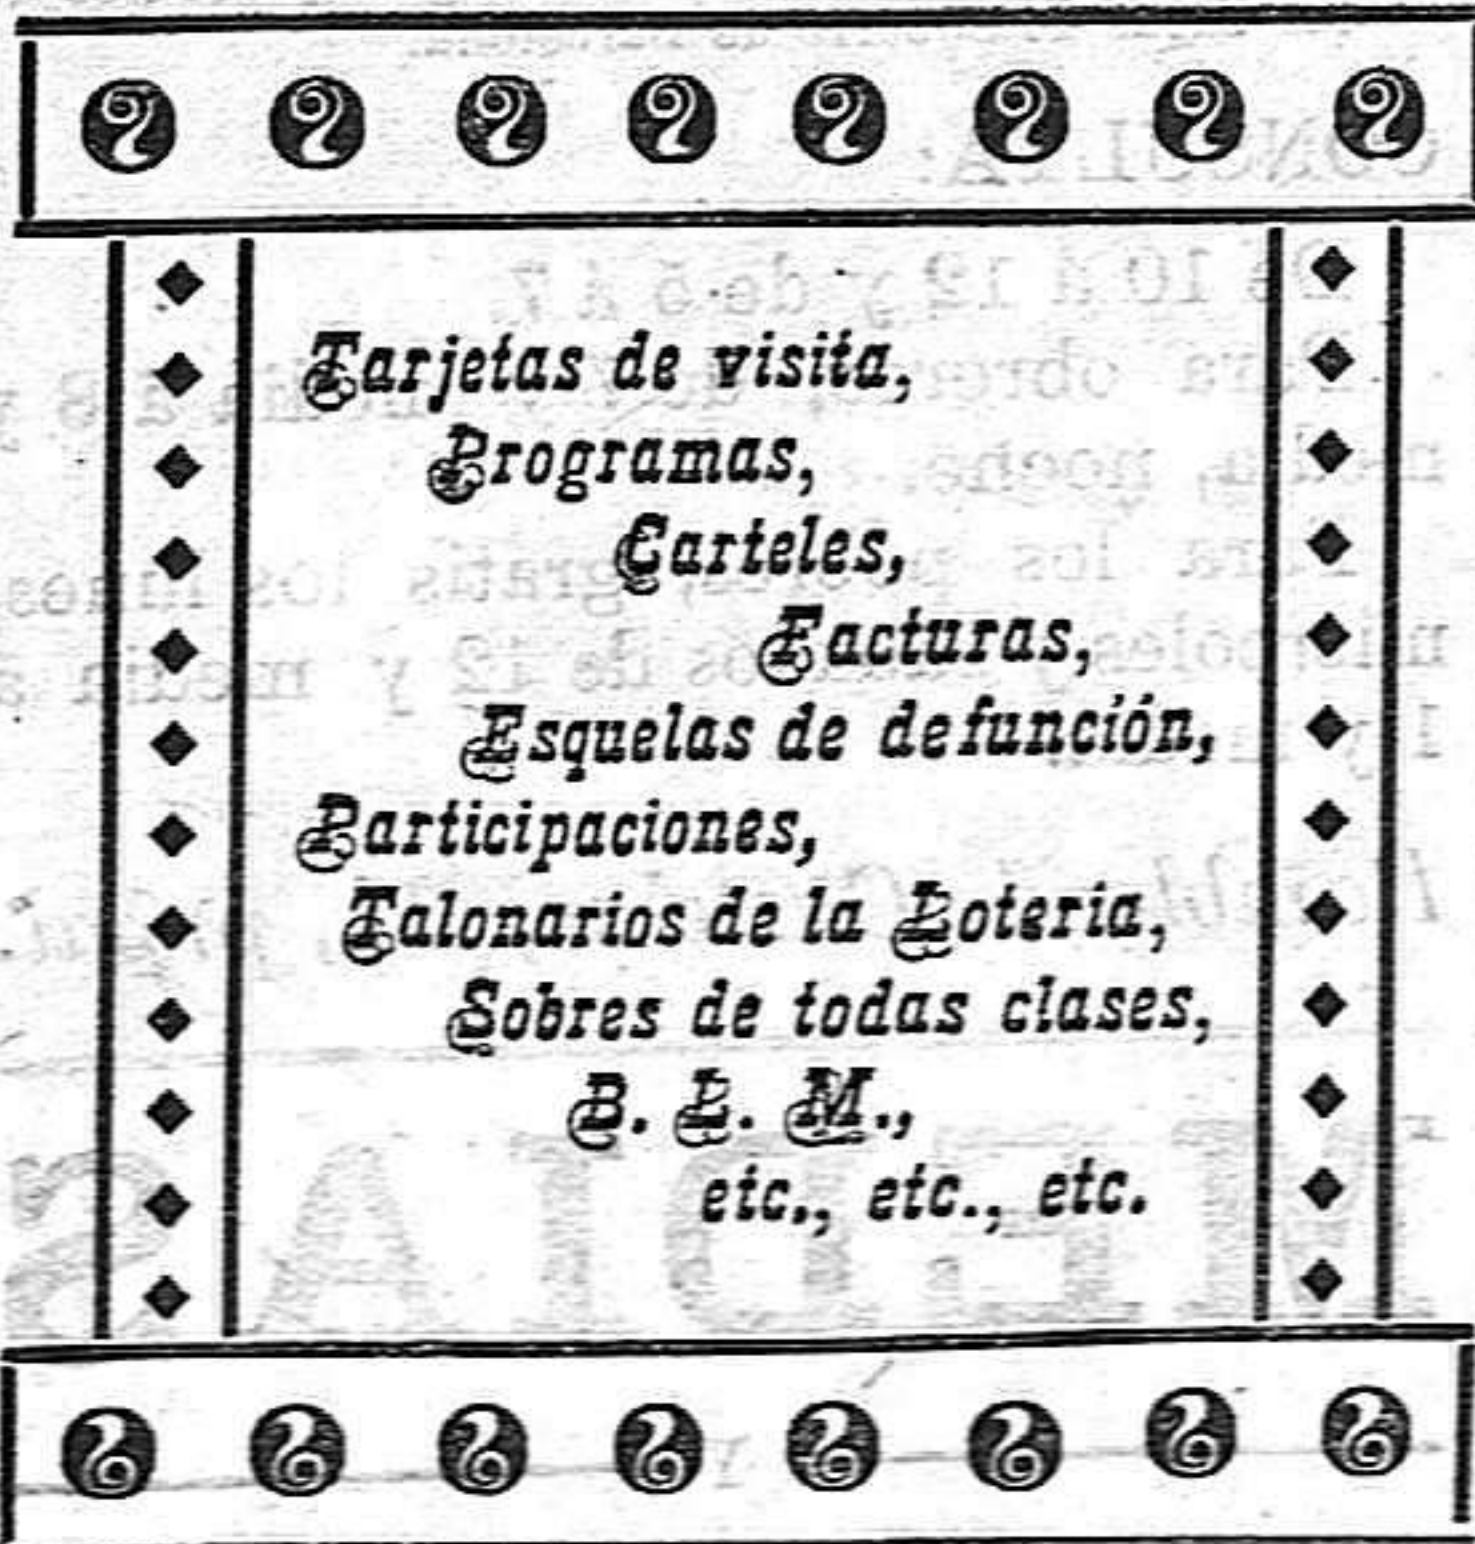 Tarjetas de visita,
Programas,
Carteles,
Facturas,
Esquelas de defunción,
Participaciones,
Talonarios de la Loteria,
Sobres de todas clases,
B. L. M.,
etc., etc., etc.